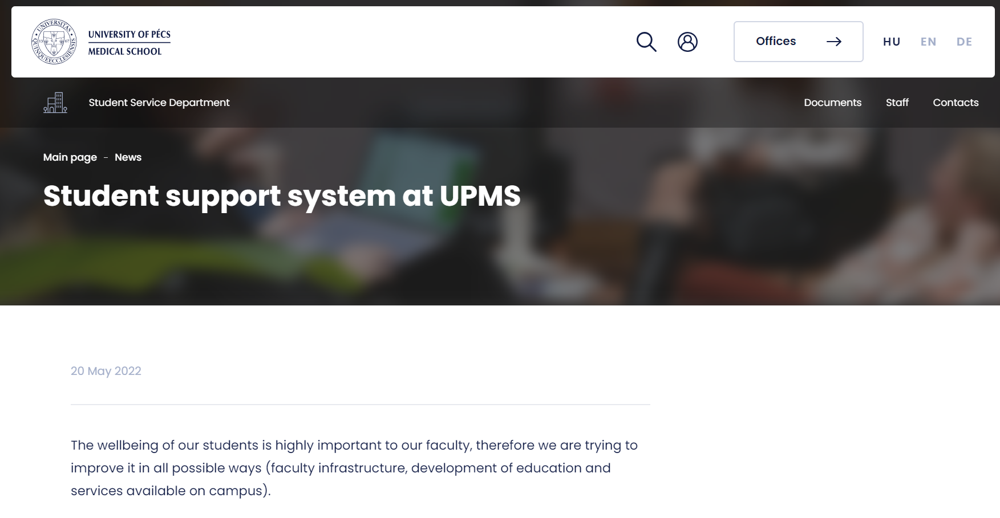 UNIVERSITAS QUINQUEECCLESIENSIS
15 67
UNIVERSITY OF PÉCS
MEDICAL SCHOOL
Offices
HU EN DE
Student Service Department
Documents Staff Contacts
Main page - News
Student support system at UPMS
20 May 2022
The wellbeing of our students is highly important to our faculty, therefore we are trying to
improve it in all possible ways (faculty infrastructure, development of education and
services available on campus).